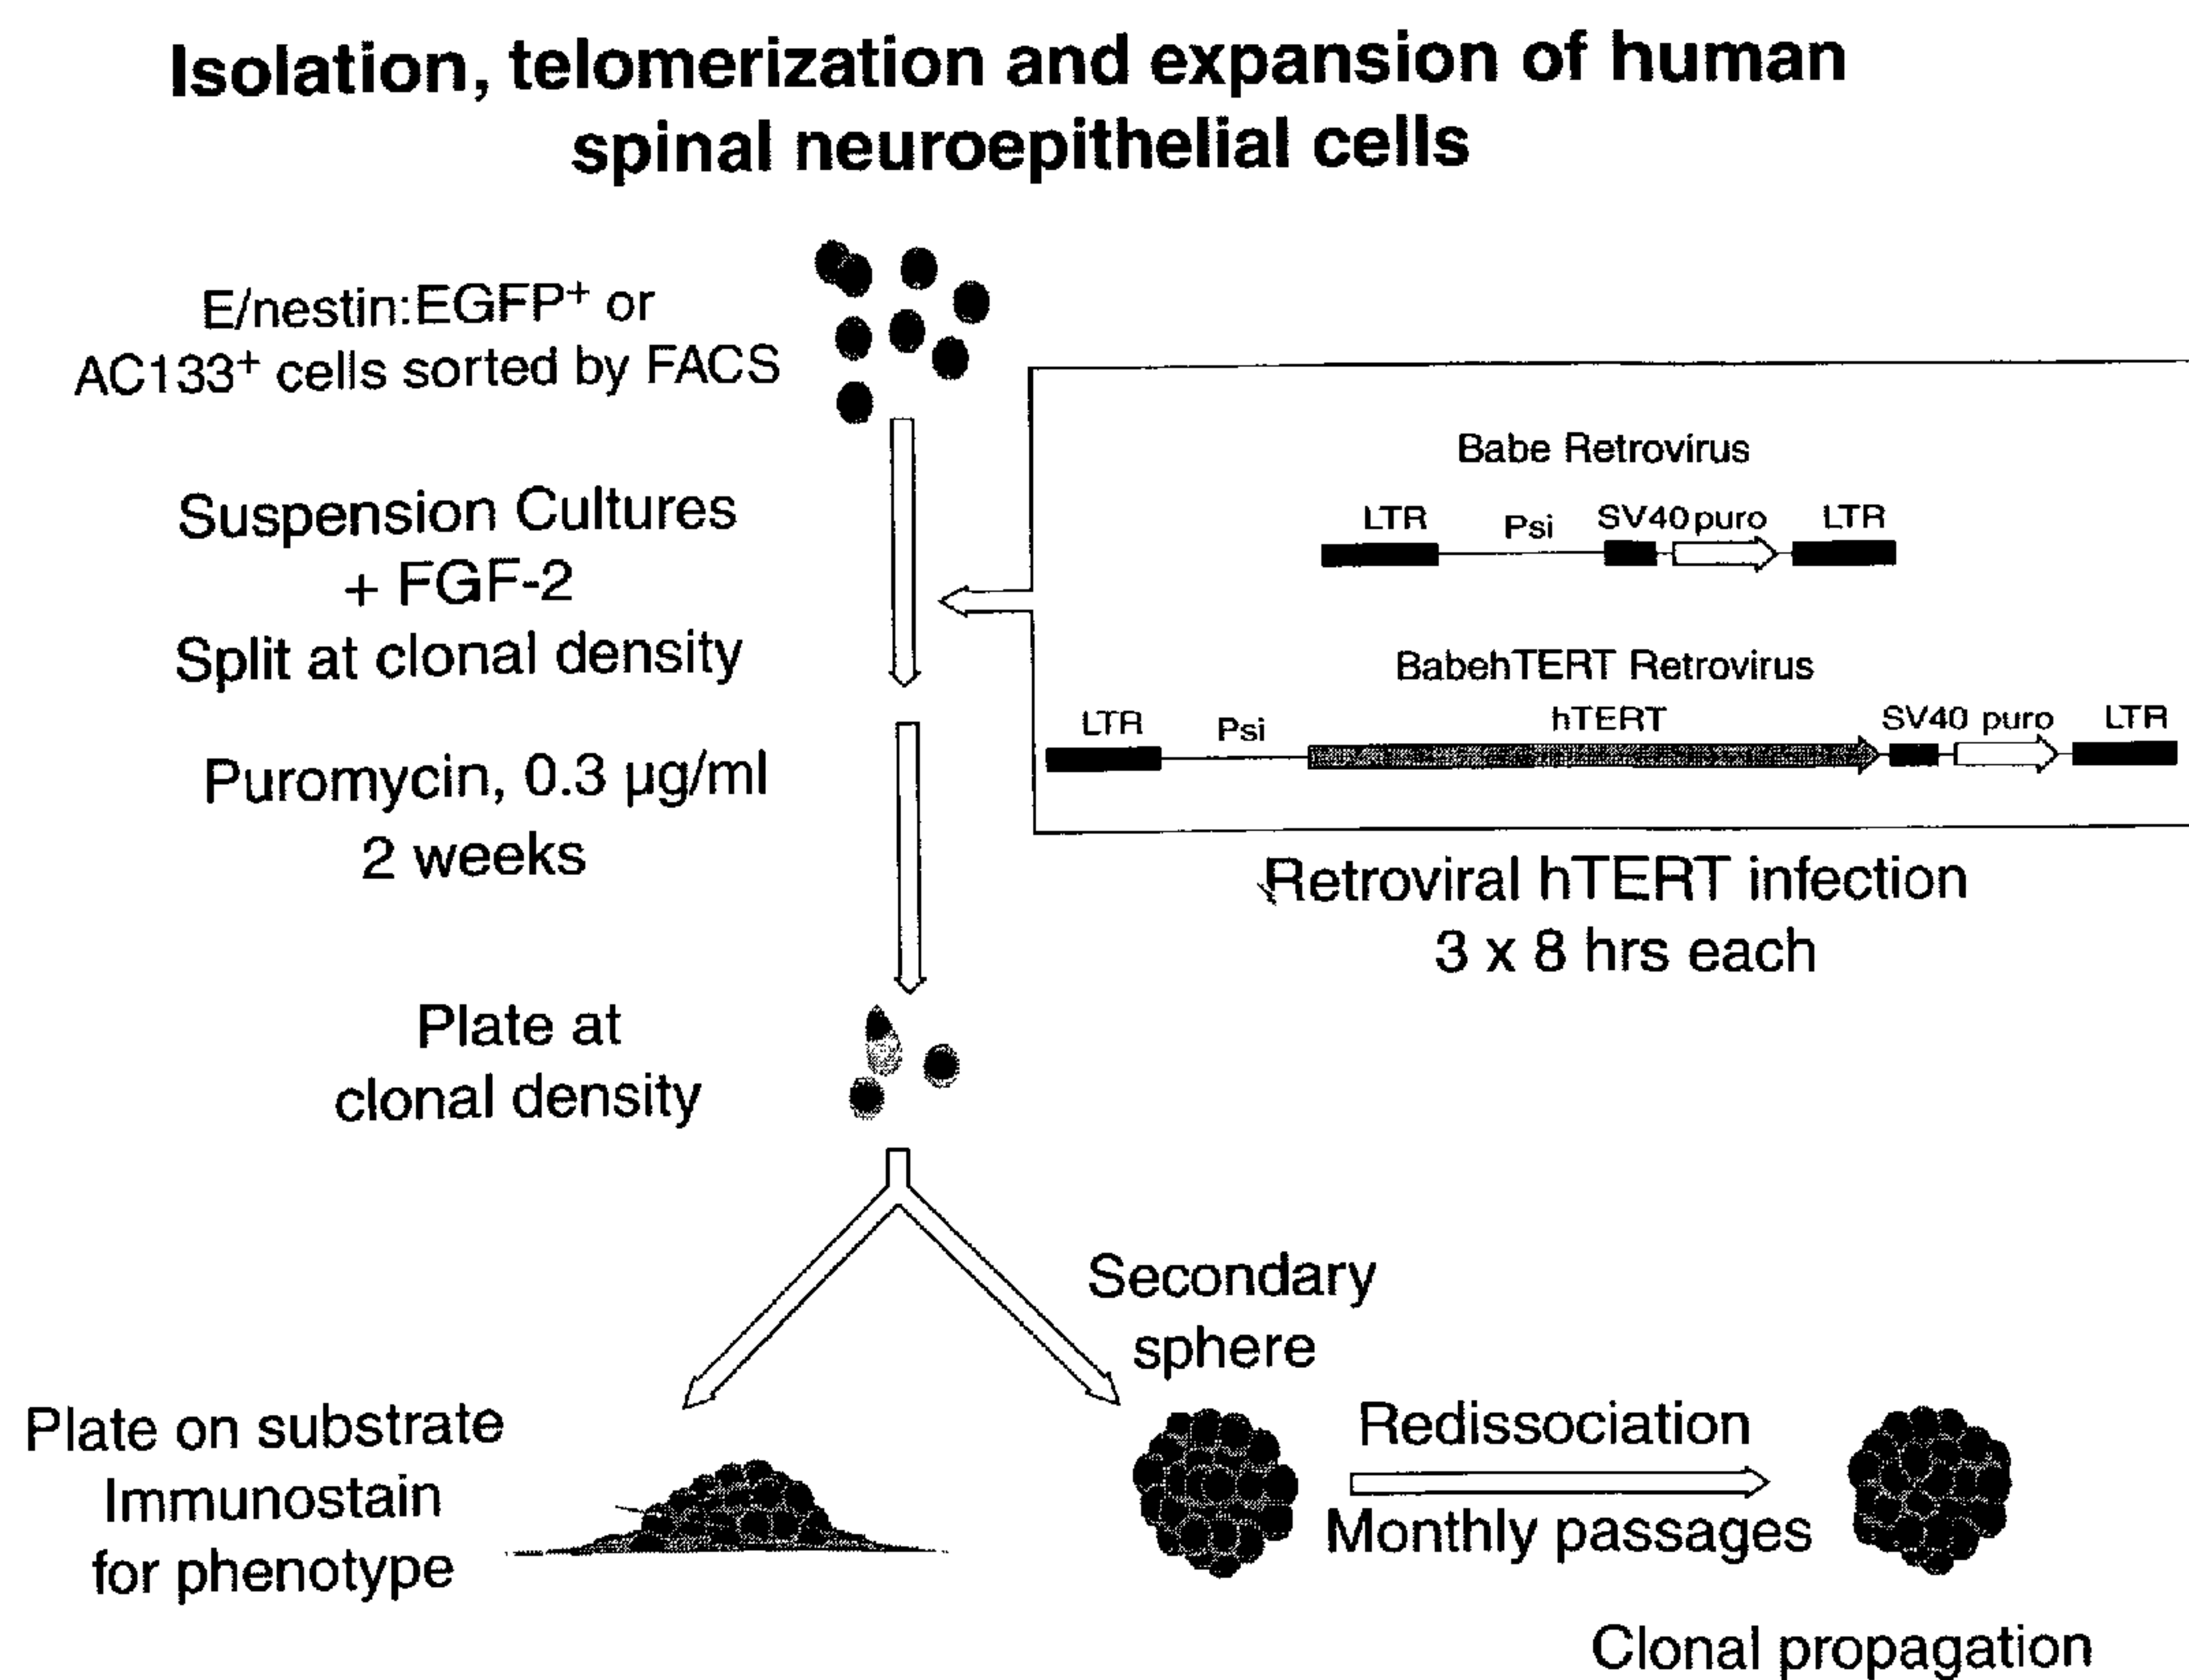 Isolation, telomerization and expansion of human
spinal neuroepithelial cells
E/nestin:EGFP+ or
AC133+ cells sorted by FACS
Suspension Cultures
+ FGF-2
Split at clonal density
Babe Retrovirus
LTR Psi SV40 puro LTR
BabehTERT Retrovirus
LTR Psi hTERT SV40 puro LTR
Retroviral hTERT infection
3 x 8 hrs each
Puromycin, 0.3 µg/ml
2 weeks
Plate at
clonal density
Secondary
sphere
Plate on substrate
Immunostain
for phenotype
Redissociation
Monthly passages
Clonal propagation